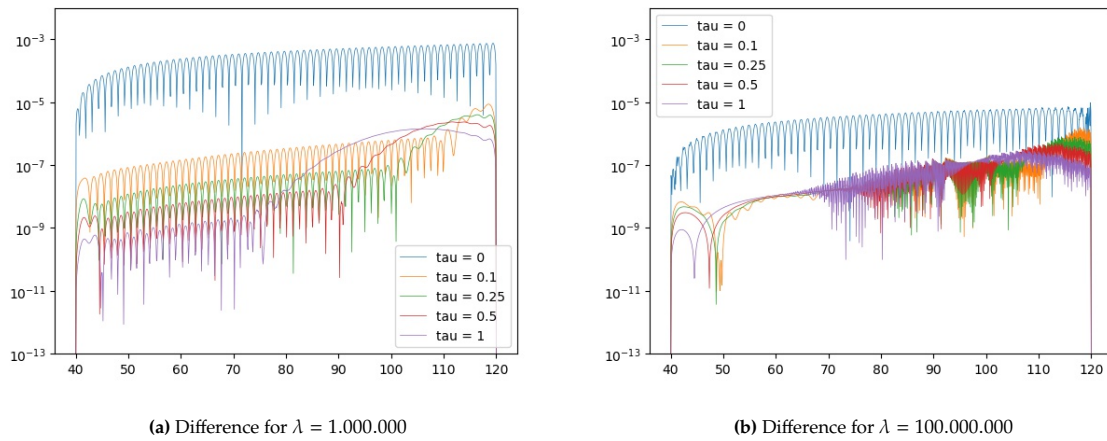 10⁻³
10⁻⁵
10⁻⁷
10⁻⁹
10⁻¹¹
10⁻¹³
40 50 60 70 80 90 100 110 120
tau = 0
tau = 0.1
tau = 0.25
tau = 0.5
tau = 1
(a) Difference for λ = 1.000.000
10⁻³
10⁻⁵
10⁻⁷
10⁻⁹
10⁻¹¹
10⁻¹³
40 50 60 70 80 90 100 110 120
tau = 0
tau = 0.1
tau = 0.25
tau = 0.5
tau = 1
(b) Difference for λ = 100.000.000